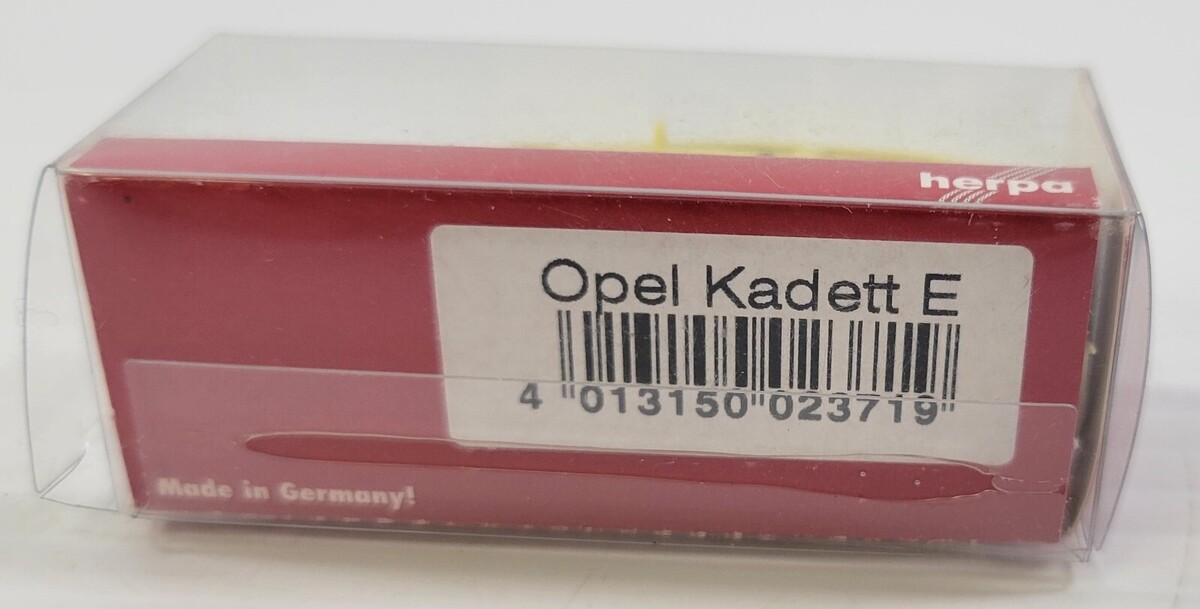 herpa
Opel Kadett E
4 "013150"023719"
Made in Germany!